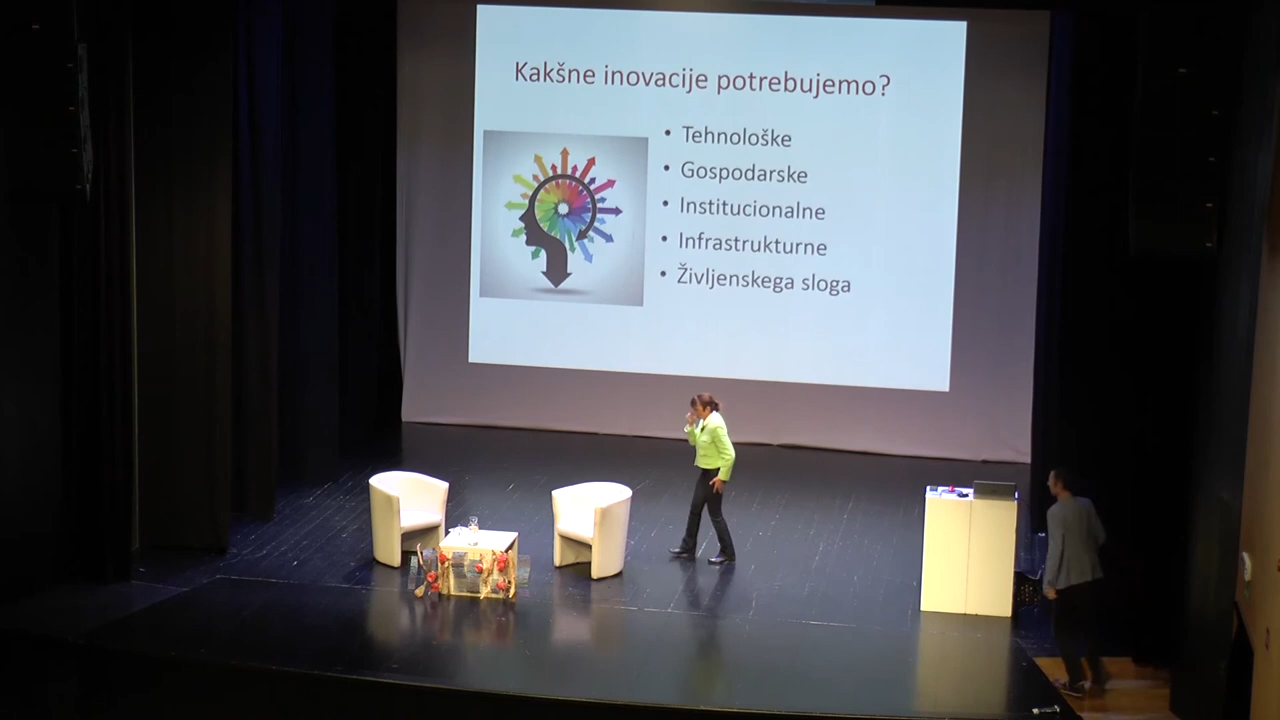 Kakšne inovacije potrebujemo?
• Tehnološke
• Gospodarske
• Institucionalne
• Infrastrukturne
• Življenskega sloga